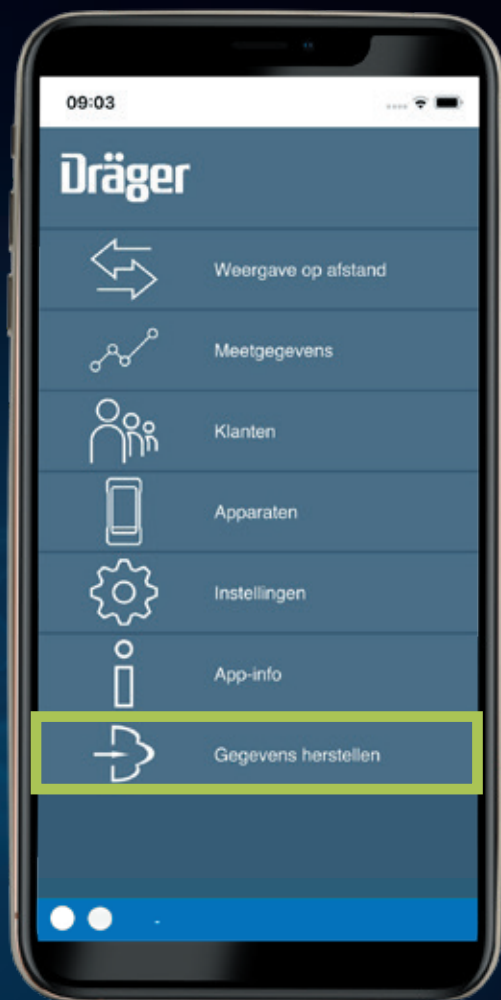 09:03
Dräger
Weergave op afstand
Meetgegevens
Klanten
Apparaten
Instellingen
App-info
Gegevens herstellen